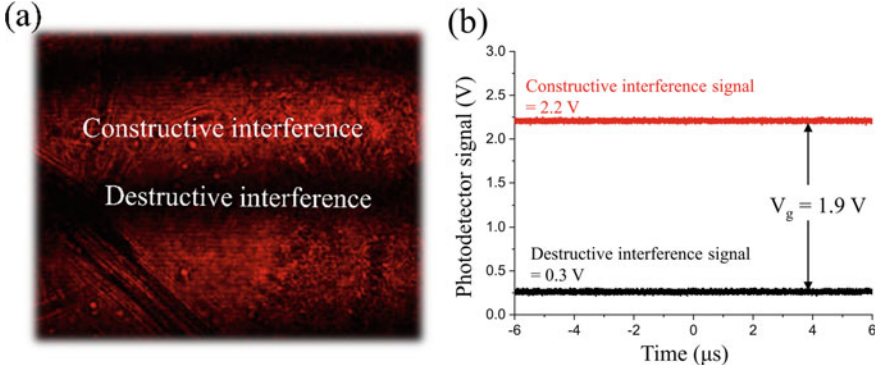 (a)
Constructive interference
Destructive interference
(b)
Photodetector signal (V)
3.0
2.5
2.0
1.5
1.0
0.5
0.0
Constructive interference signal
= 2.2 V
V_g = 1.9 V
Destructive interference signal
= 0.3 V
-6 -4 -2 0 2 4 6
Time (μs)